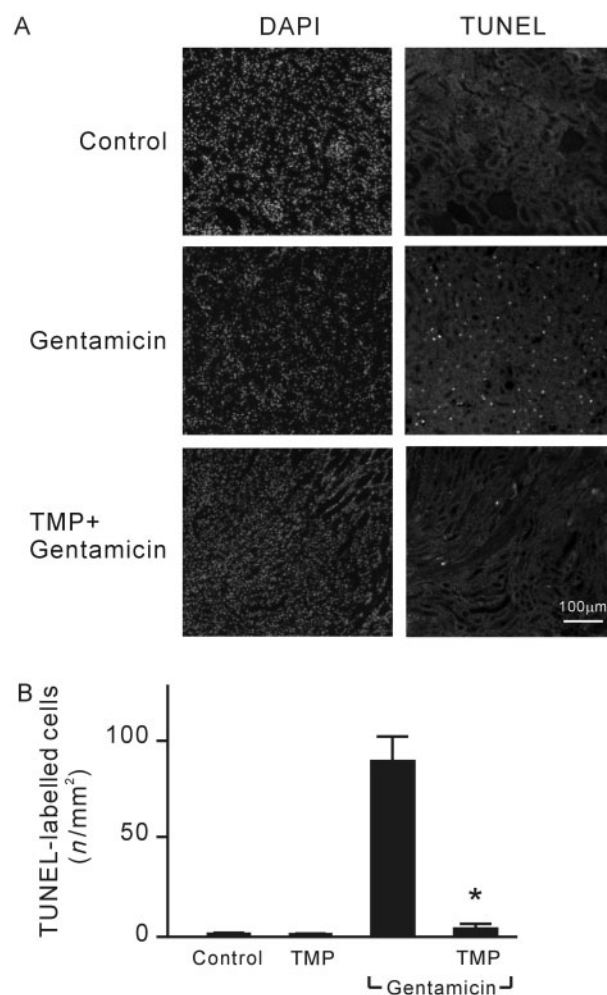 A
DAPI TUNEL
Control
Gentamicin
TMP+
Gentamicin
100μm
B
TUNEL-labelled cells
(n/mm²)
100
50
0
*
Control TMP TMP
Gentamicin